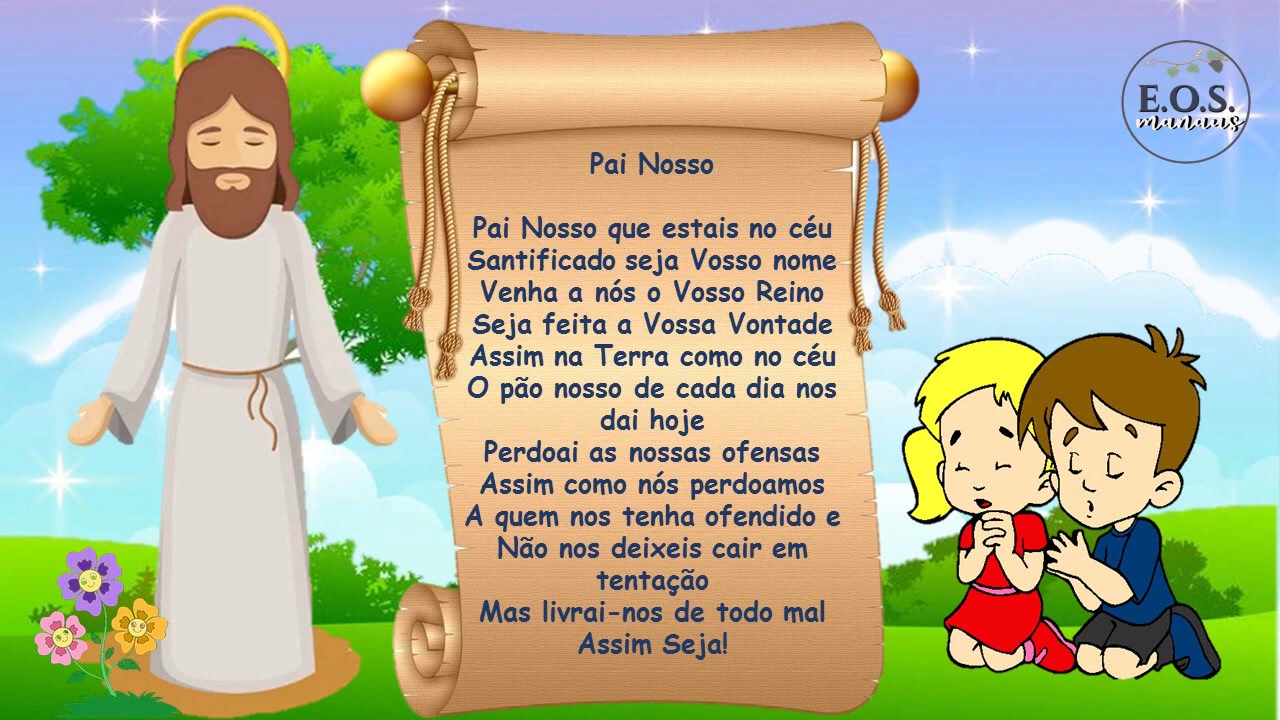 E.O.S.
manaus
Pai Nosso
Pai Nosso que estais no céu
Santificado seja Vosso nome
Venha a nós o Vosso Reino
Seja feita a Vossa Vontade
Assim na Terra como no céu
O pão nosso de cada dia nos
dai hoje
Perdoai as nossas ofensas
Assim como nós perdoamos
A quem nos tenha ofendido e
Não nos deixeis cair em
tentação
Mas livrai-nos de todo mal
Assim Seja!